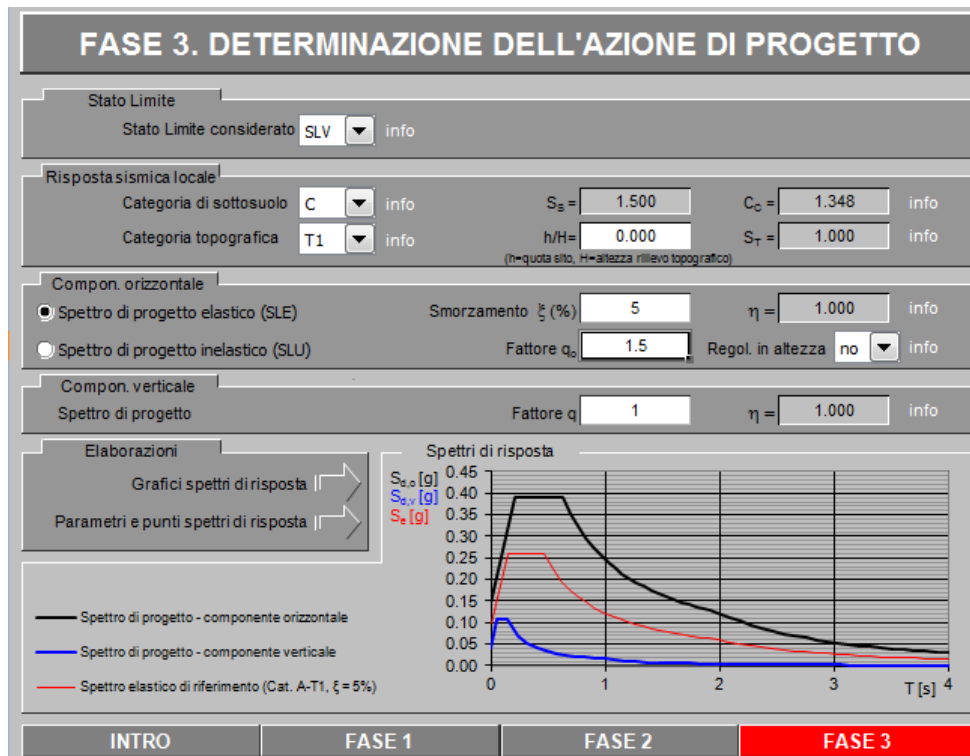 FASE 3. DETERMINAZIONE DELL'AZIONE DI PROGETTO
Stato Limite
Stato Limite considerato SLV info
Risposta sismica locale
Categoria di sottosuolo C info S_S = 1.500 C_C = 1.348 info
Categoria topografica T1 info h/H= 0.000 S_T = 1.000 info
(h=quota sito, H=altezza rilievo topografico)
Compon. orizzontale
Spettro di progetto elastico (SLE) Smorzamento ξ (%) 5 η = 1.000 info
Spettro di progetto inelastico (SLU) Fattore q_o 1.5 Regol. in altezza no info
Compon. verticale
Spettro di progetto Fattore q 1 η = 1.000 info
Elaborazioni
Grafici spettri di risposta
Parametri e punti spettri di risposta
Spettri di risposta
S_d,o [g]
S_d,v [g]
S_e [g]
0.45
0.40
0.35
0.30
0.25
0.20
0.15
0.10
0.05
0.00
0 1 2 3 4
T [s]
Spettro di progetto - componente orizzontale
Spettro di progetto - componente verticale
Spettro elastico di riferimento (Cat. A-T1, ξ = 5%)
INTRO FASE 1 FASE 2 FASE 3